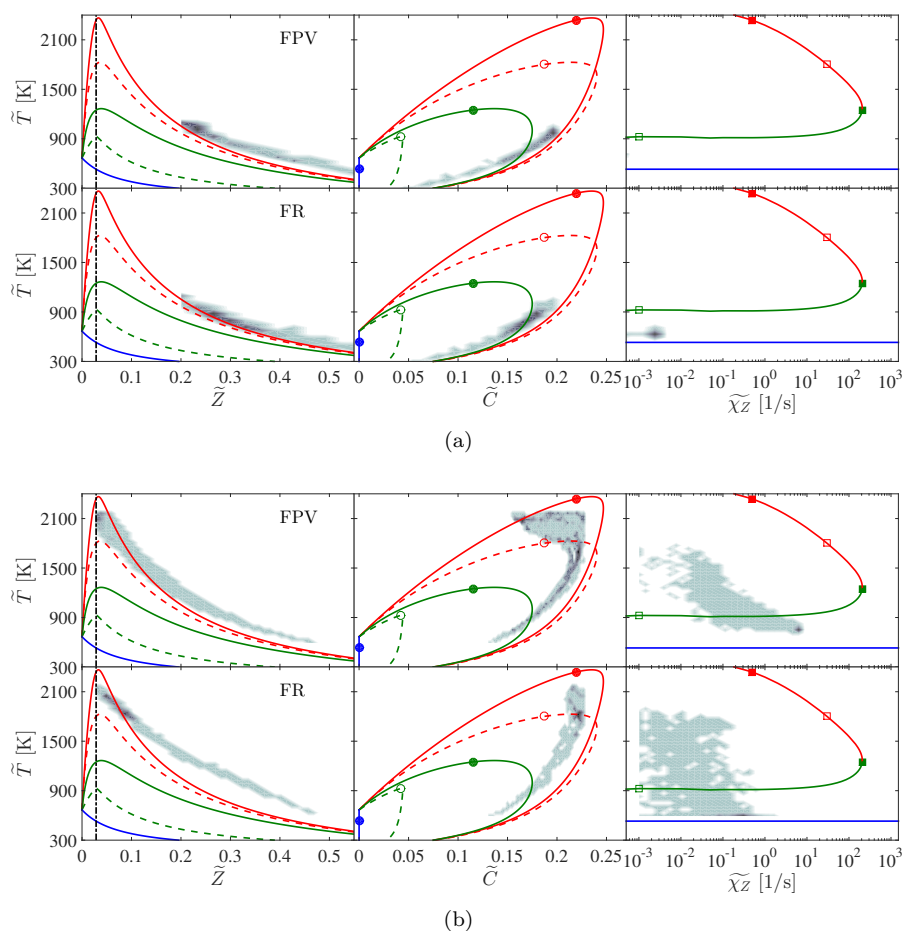 2100
1500
900
300
T̃ [K]
FPV
2100
1500
900
300
T̃ [K]
FR
0 0.1 0.2 0.3 0.4 0.5
Z̃
0 0.05 0.1 0.15 0.2 0.25
C̃
10⁻³ 10⁻² 10⁻¹ 10⁰ 10¹ 10² 10³
χ̃_Z [1/s]
(a)
2100
1500
900
300
T̃ [K]
FPV
2100
1500
900
300
T̃ [K]
FR
0 0.1 0.2 0.3 0.4 0.5
Z̃
0 0.05 0.1 0.15 0.2 0.25
C̃
10⁻³ 10⁻² 10⁻¹ 10⁰ 10¹ 10² 10³
χ̃_Z [1/s]
(b)